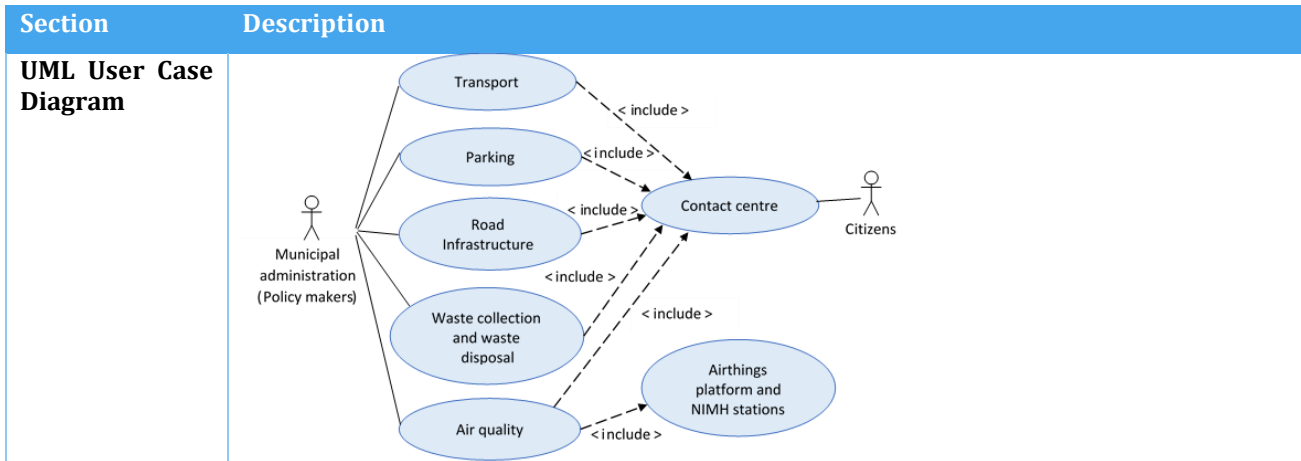 Section Description
UML User Case
Diagram
Transport
< include >
Parking
< include >
Contact centre
Citizens
< include >
Road
Infrastructure
Municipal
administration
(Policy makers)
< include >
Waste collection
and waste
disposal
< include >
Airthings
platform and
NIMH stations
Air quality
< include >